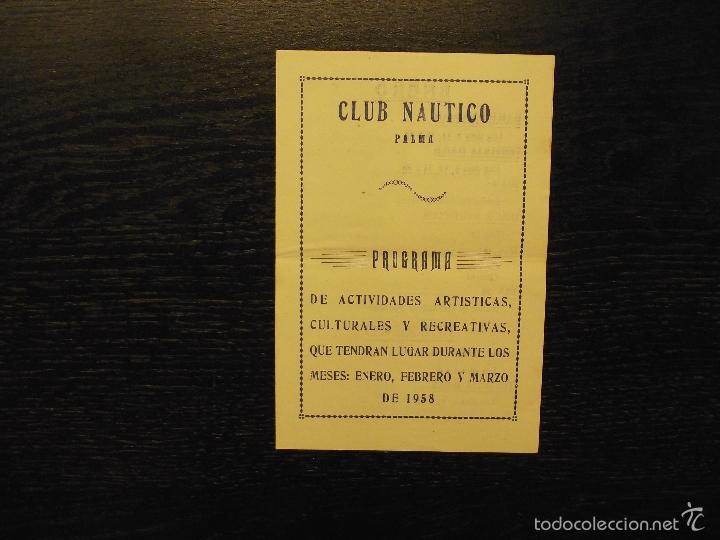 CLUB NAUTICO
PALMA
PROGRAMA
DE ACTIVIDADES ARTISTICAS,
CULTURALES Y RECREATIVAS,
QUE TENDRAN LUGAR DURANTE LOS
MESES: ENERO, FEBRERO Y MARZO
DE 1958
todocoleccion.net